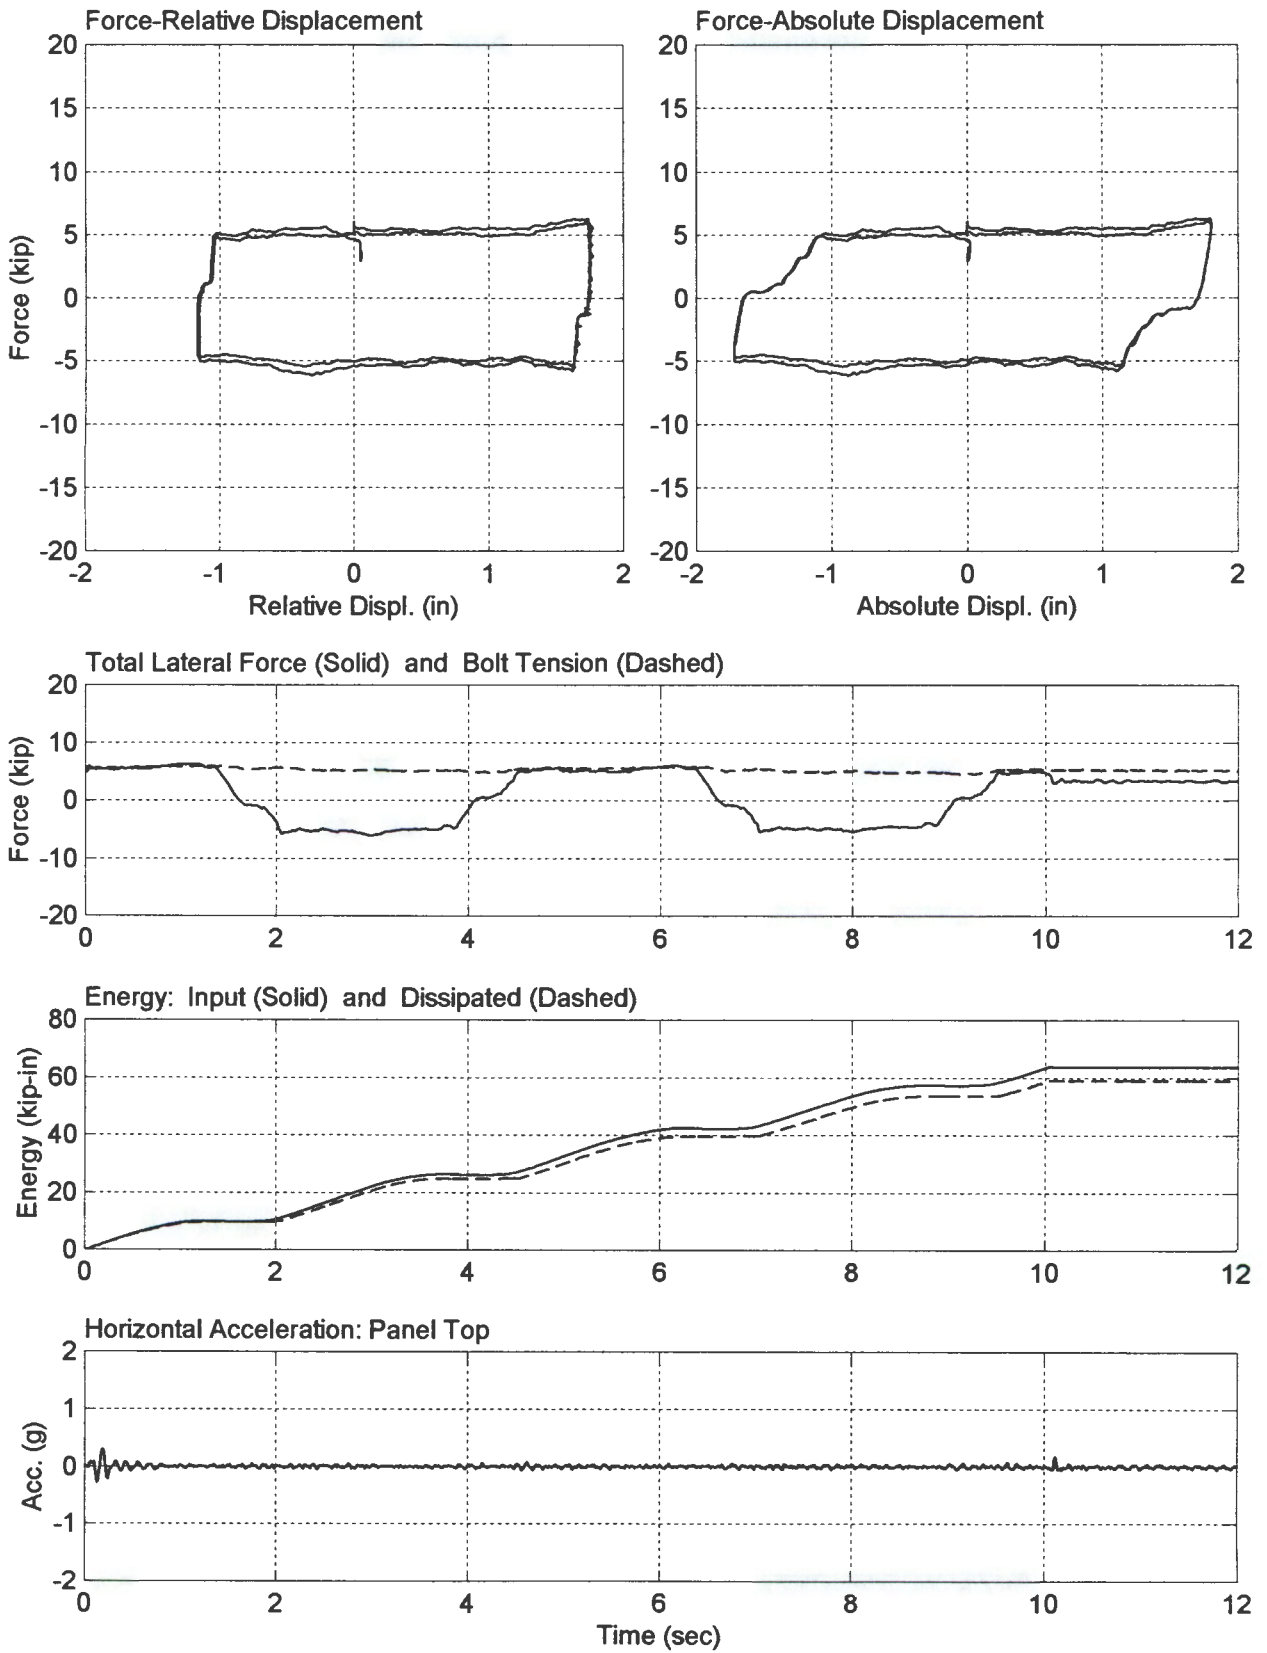 Force-Relative Displacement
20
15
10
5
0
-5
-10
-15
-20
Force (kip)
-2 -1 0 1 2
Relative Displ. (in)
Force-Absolute Displacement
20
15
10
5
0
-5
-10
-15
-20
-2 -1 0 1 2
Absolute Displ. (in)
Total Lateral Force (Solid) and Bolt Tension (Dashed)
20
10
0
-10
-20
Force (kip)
0 2 4 6 8 10 12
Energy: Input (Solid) and Dissipated (Dashed)
80
60
40
20
0
Energy (kip-in)
0 2 4 6 8 10 12
Horizontal Acceleration: Panel Top
2
1
0
-1
-2
Acc. (g)
0 2 4 6 8 10 12
Time (sec)